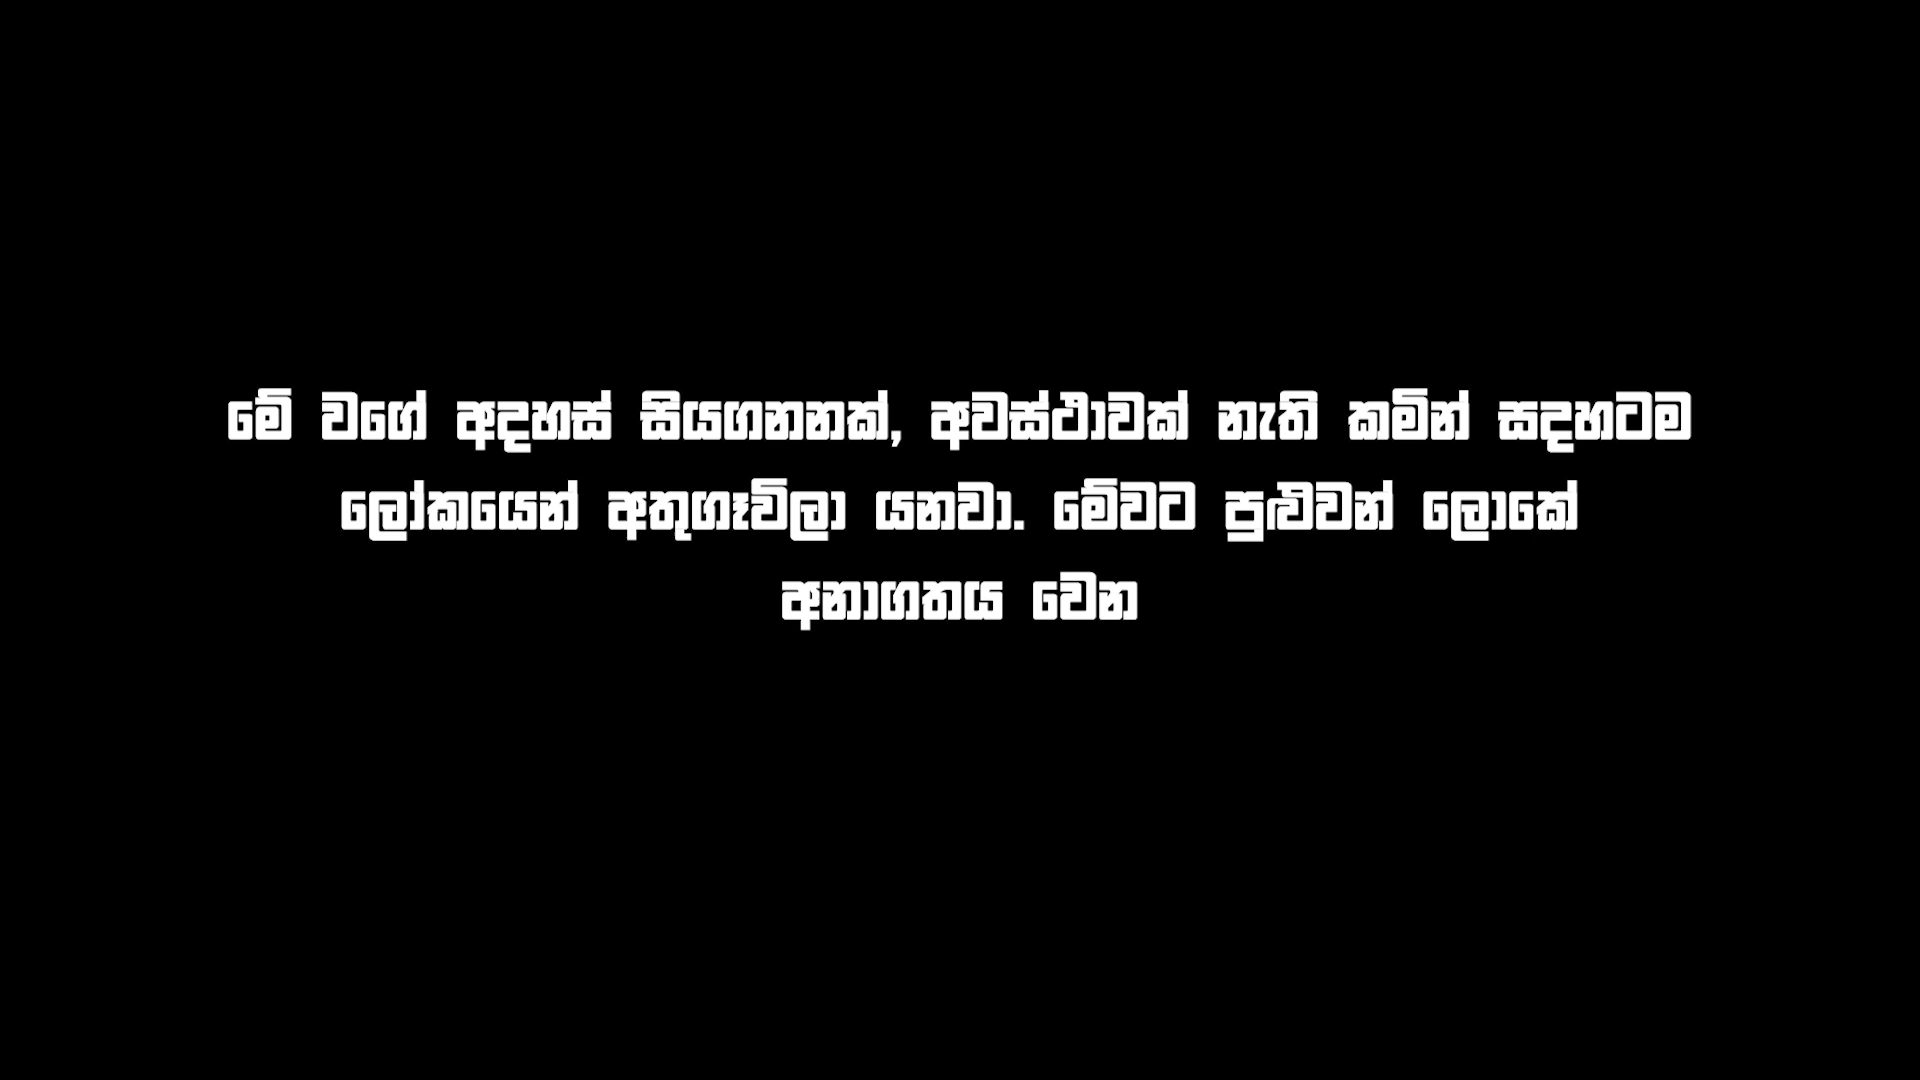 මේ වගේ අදහස් සියගනනක්, අවස්ථාවක් නැති කමින් සදහටම
ලෝකයෙන් අතුගෑවිලා යනවා. මේවට පුළුවන් ලොකේ
අනාගතය වෙන